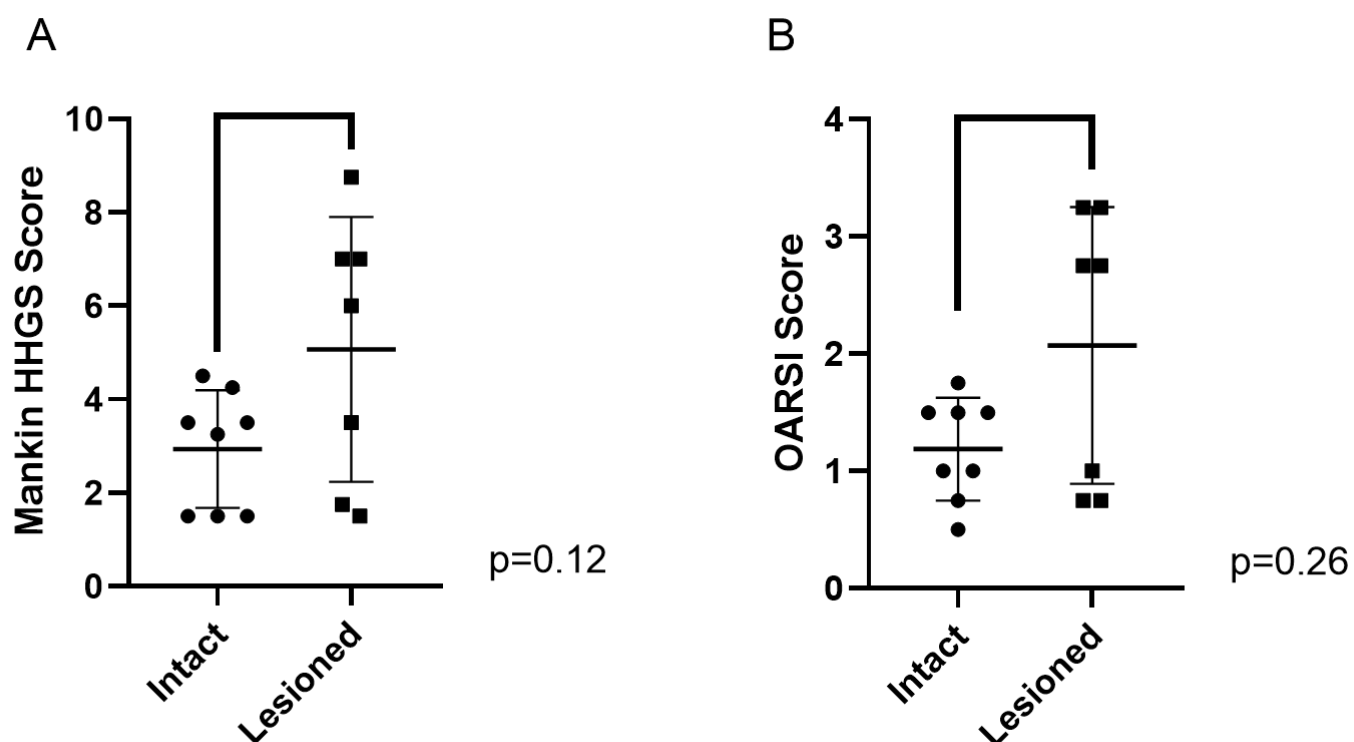 A
Mankin HHGS Score
10
8
6
4
2
0
Intact
Lesioned
p=0.12
B
OARSI Score
4
3
2
1
0
Intact
Lesioned
p=0.26